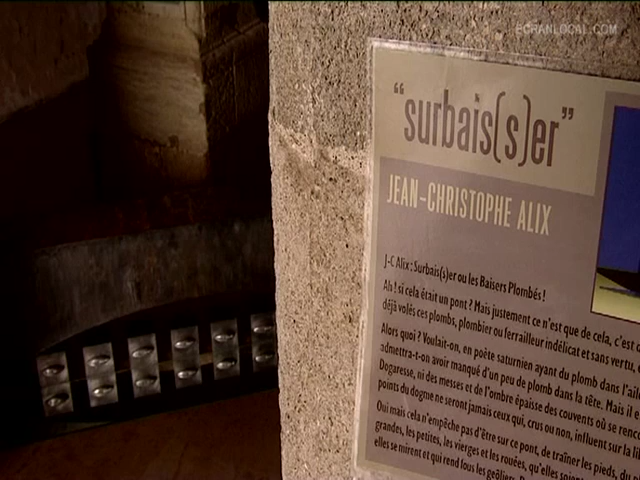 ECHANLOCAL.COM
“surbais(s)er”
JEAN-CHRISTOPHE ALIX
J-C Alix : Surbais(s)er ou les Baisers Plombés !
Ah ! si cela était un pont ? Mais justement ce n'est que de cela, c'est
déjà volés ces plombs, plombier ou ferrailleur indélicat et sans vertu,
Alors quoi ? Voulait-on, en poête saturnien ayant du plomb dans l'aile
admettra-t-on avoir manqué d'un peu de plomb dans la tête. Mais il
Dogaresse, ni des messes et de l'ombre épaisse des couvents où se
points du dogme ne seront jamais ceux qui, crus ou non, influent sur la
Oui mais cela n'empêche pas d'être sur ce pont, de traîner les pieds,
grandes, les petites, les vierges et les rouées, qu'elles
elles se mirent et qui rend fous les geôliers.